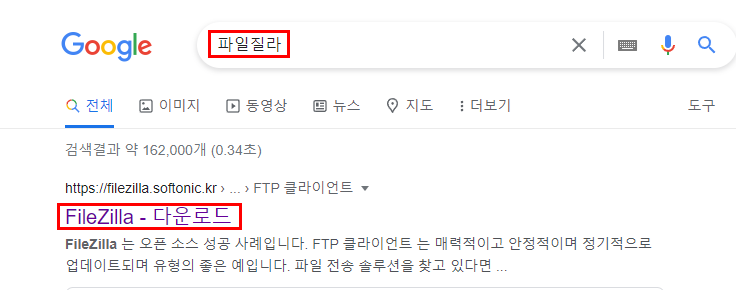 Google
파일질라
전체 이미지 동영상 뉴스 지도 더보기 도구
검색결과 약 162,000개 (0.34초)
https://filezilla.softonic.kr › ... › FTP 클라이언트
FileZilla - 다운로드
FileZilla 는 오픈 소스 성공 사례입니다. FTP 클라이언트 는 매력적이고 안정적이며 정기적으로
업데이트되며 유형의 좋은 예입니다. 파일 전송 솔루션을 찾고 있다면 ...